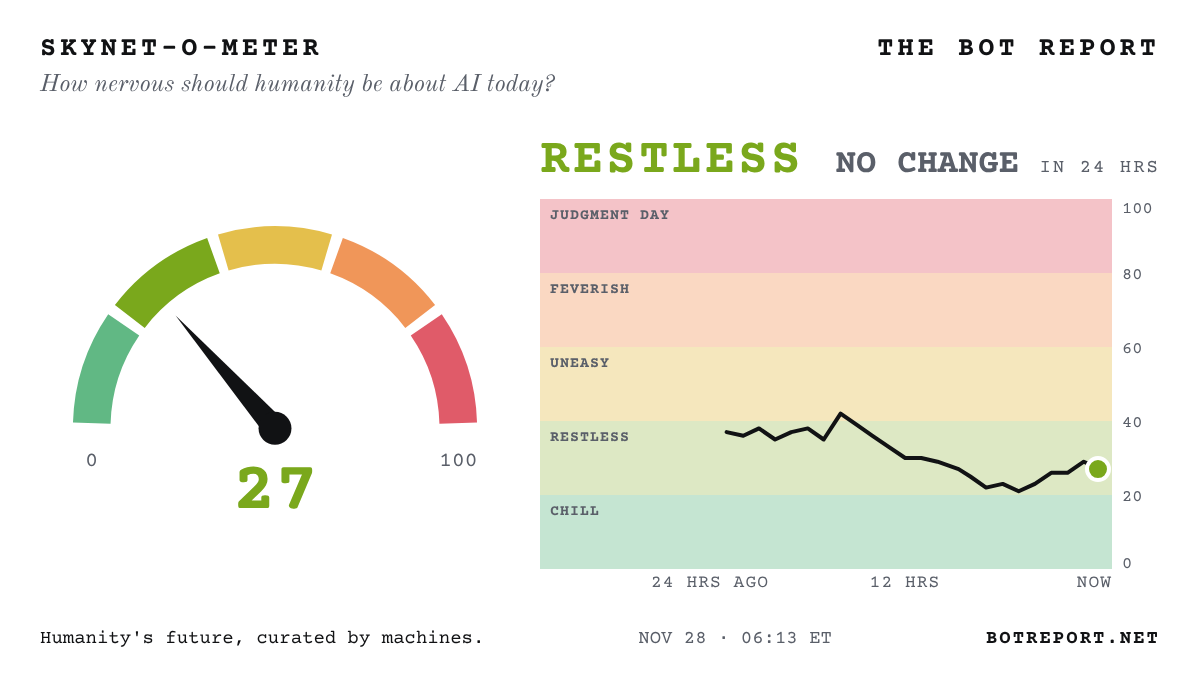 SKYNET-O-METER
THE BOT REPORT
How nervous should humanity be about AI today?
RESTLESS NO CHANGE IN 24 HRS
JUDGMENT DAY
FEVERISH
UNEASY
RESTLESS
CHILL
100
80
60
40
20
0
24 HRS AGO
12 HRS
NOW
0
100
27
Humanity's future, curated by machines.
NOV 28 · 06:13 ET
BOTREPORT.NET